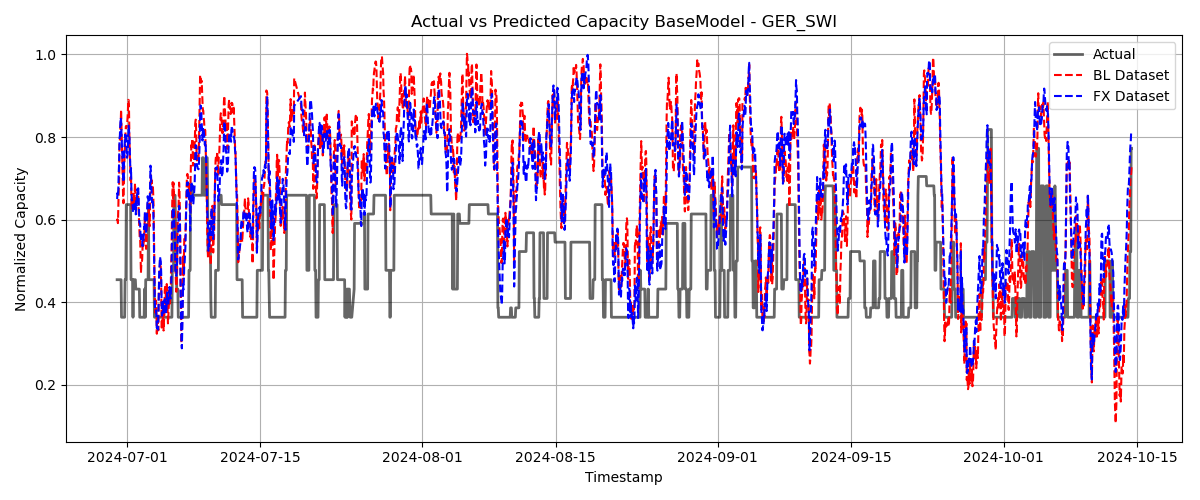 Actual vs Predicted Capacity BaseModel - GER_SWI
Normalized Capacity
1.0
0.8
0.6
0.4
0.2
Actual
BL Dataset
FX Dataset
2024-07-01
2024-07-15
2024-08-01
2024-08-15
2024-09-01
2024-09-15
2024-10-01
2024-10-15
Timestamp